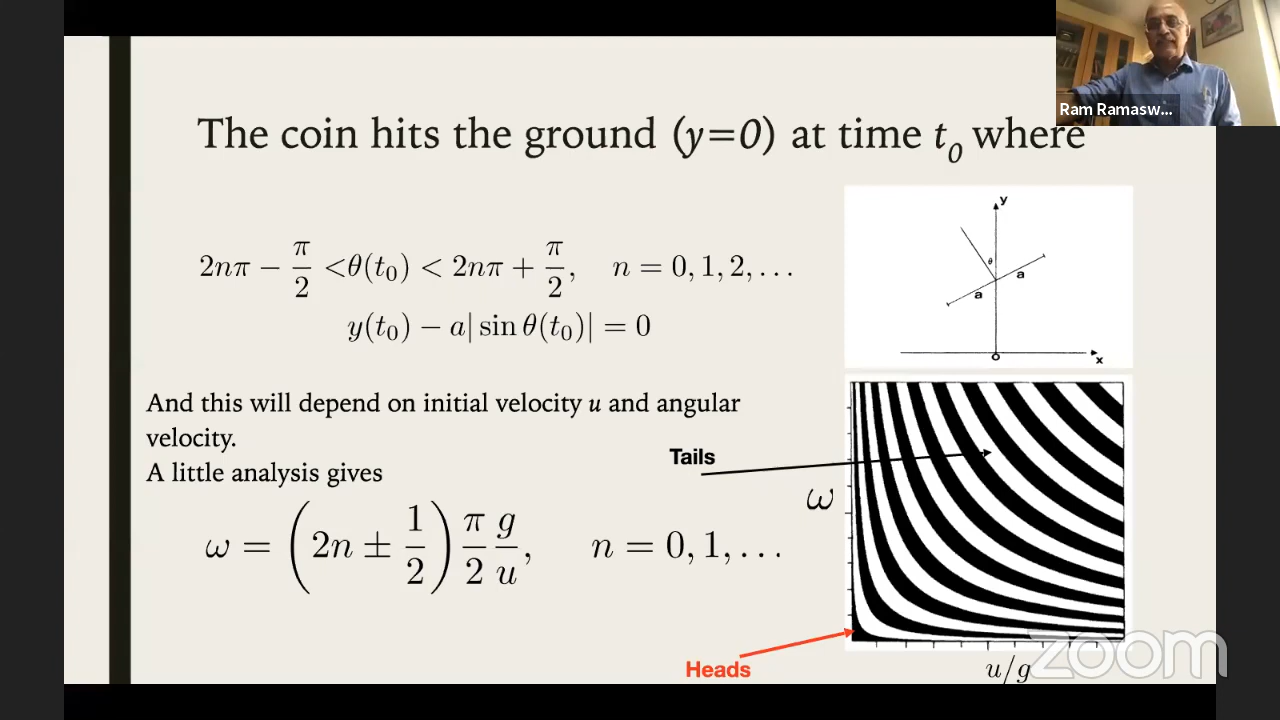 Ram Ramasw...
The coin hits the ground (y=0) at time t₀ where
2nπ − π/2 <θ(t₀) < 2nπ + π/2, n = 0, 1, 2, . . .
y(t₀) − a| sin θ(t₀)| = 0
y
θ
a
a
O
x
And this will depend on initial velocity u and angular
velocity.
A little analysis gives
ω = (2n ± 1/2) π/2 g/u, n = 0, 1, . . .
Tails
ω
Heads
u/g
zoom